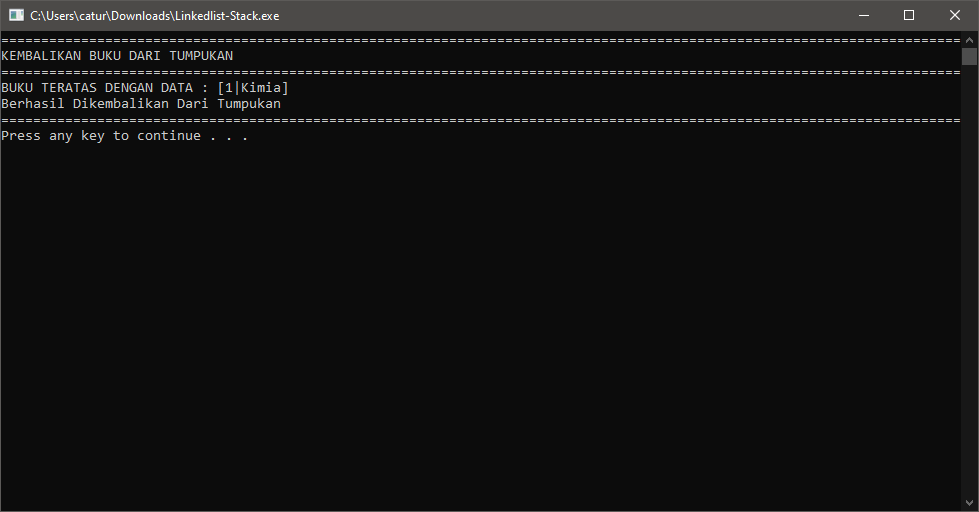 C:\Users\catur\Downloads\Linkedlist-Stack.exe
========================================================================================================================
KEMBALIKAN BUKU DARI TUMPUKAN
========================================================================================================================
BUKU TERATAS DENGAN DATA : [1|Kimia]
Berhasil Dikembalikan Dari Tumpukan
========================================================================================================================
Press any key to continue . . .